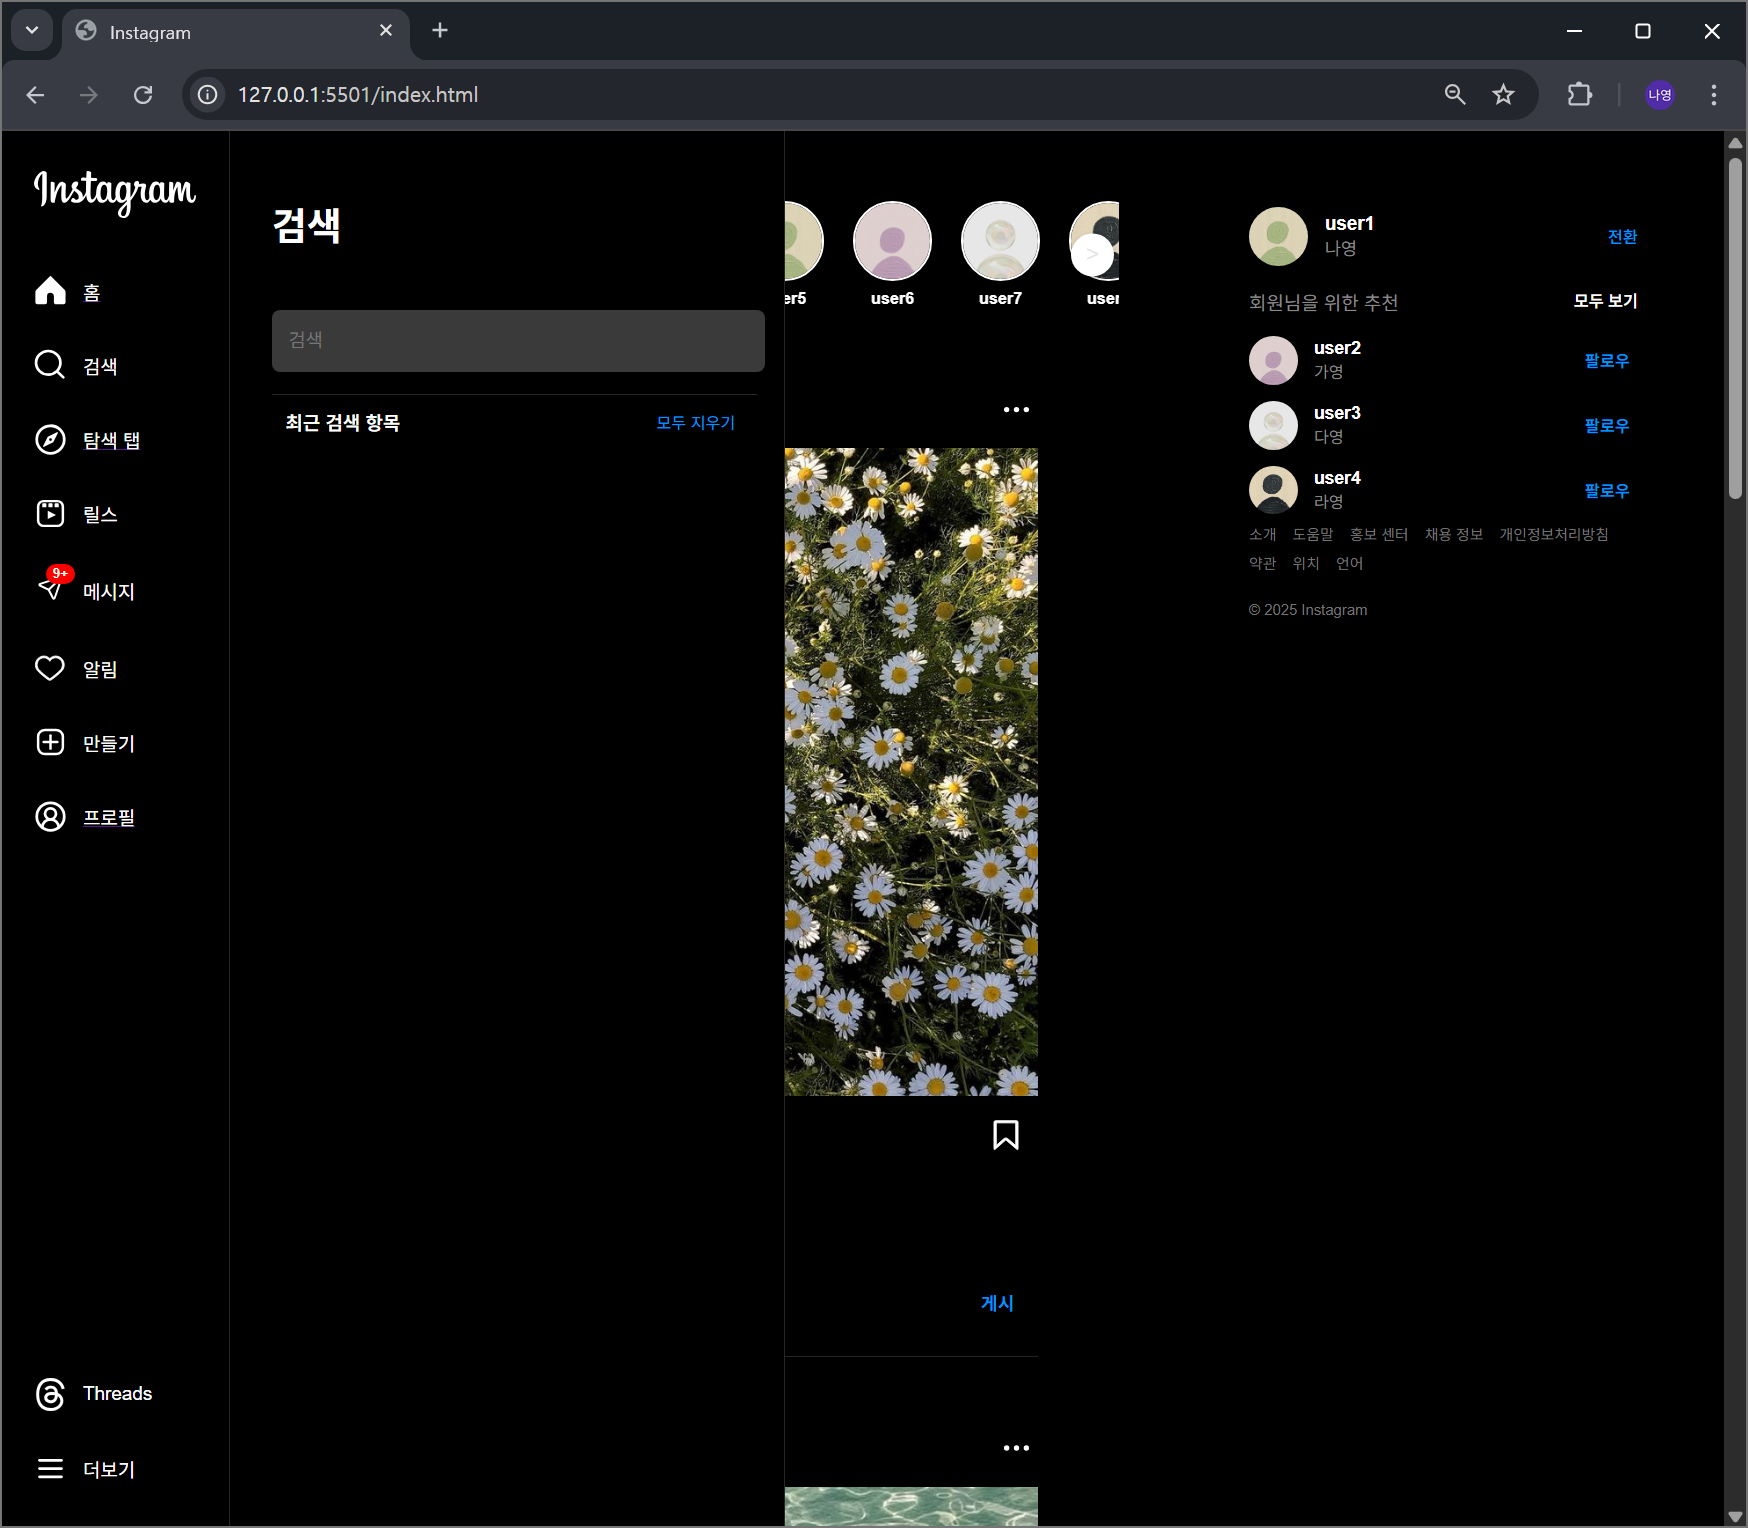 Instagram
127.0.0.1:5501/index.html
나영
Instagram
홈
검색
탐색 탭
릴스
9+
메시지
알림
만들기
프로필
Threads
더보기
검색
검색
최근 검색 항목
모두 지우기
er5
user6
user7
user
>
게시
user1
나영
전환
회원님을 위한 추천
모두 보기
user2
가영
팔로우
user3
다영
팔로우
user4
라영
팔로우
소개 도움말 홍보 센터 채용 정보 개인정보처리방침
약관 위치 언어
© 2025 Instagram